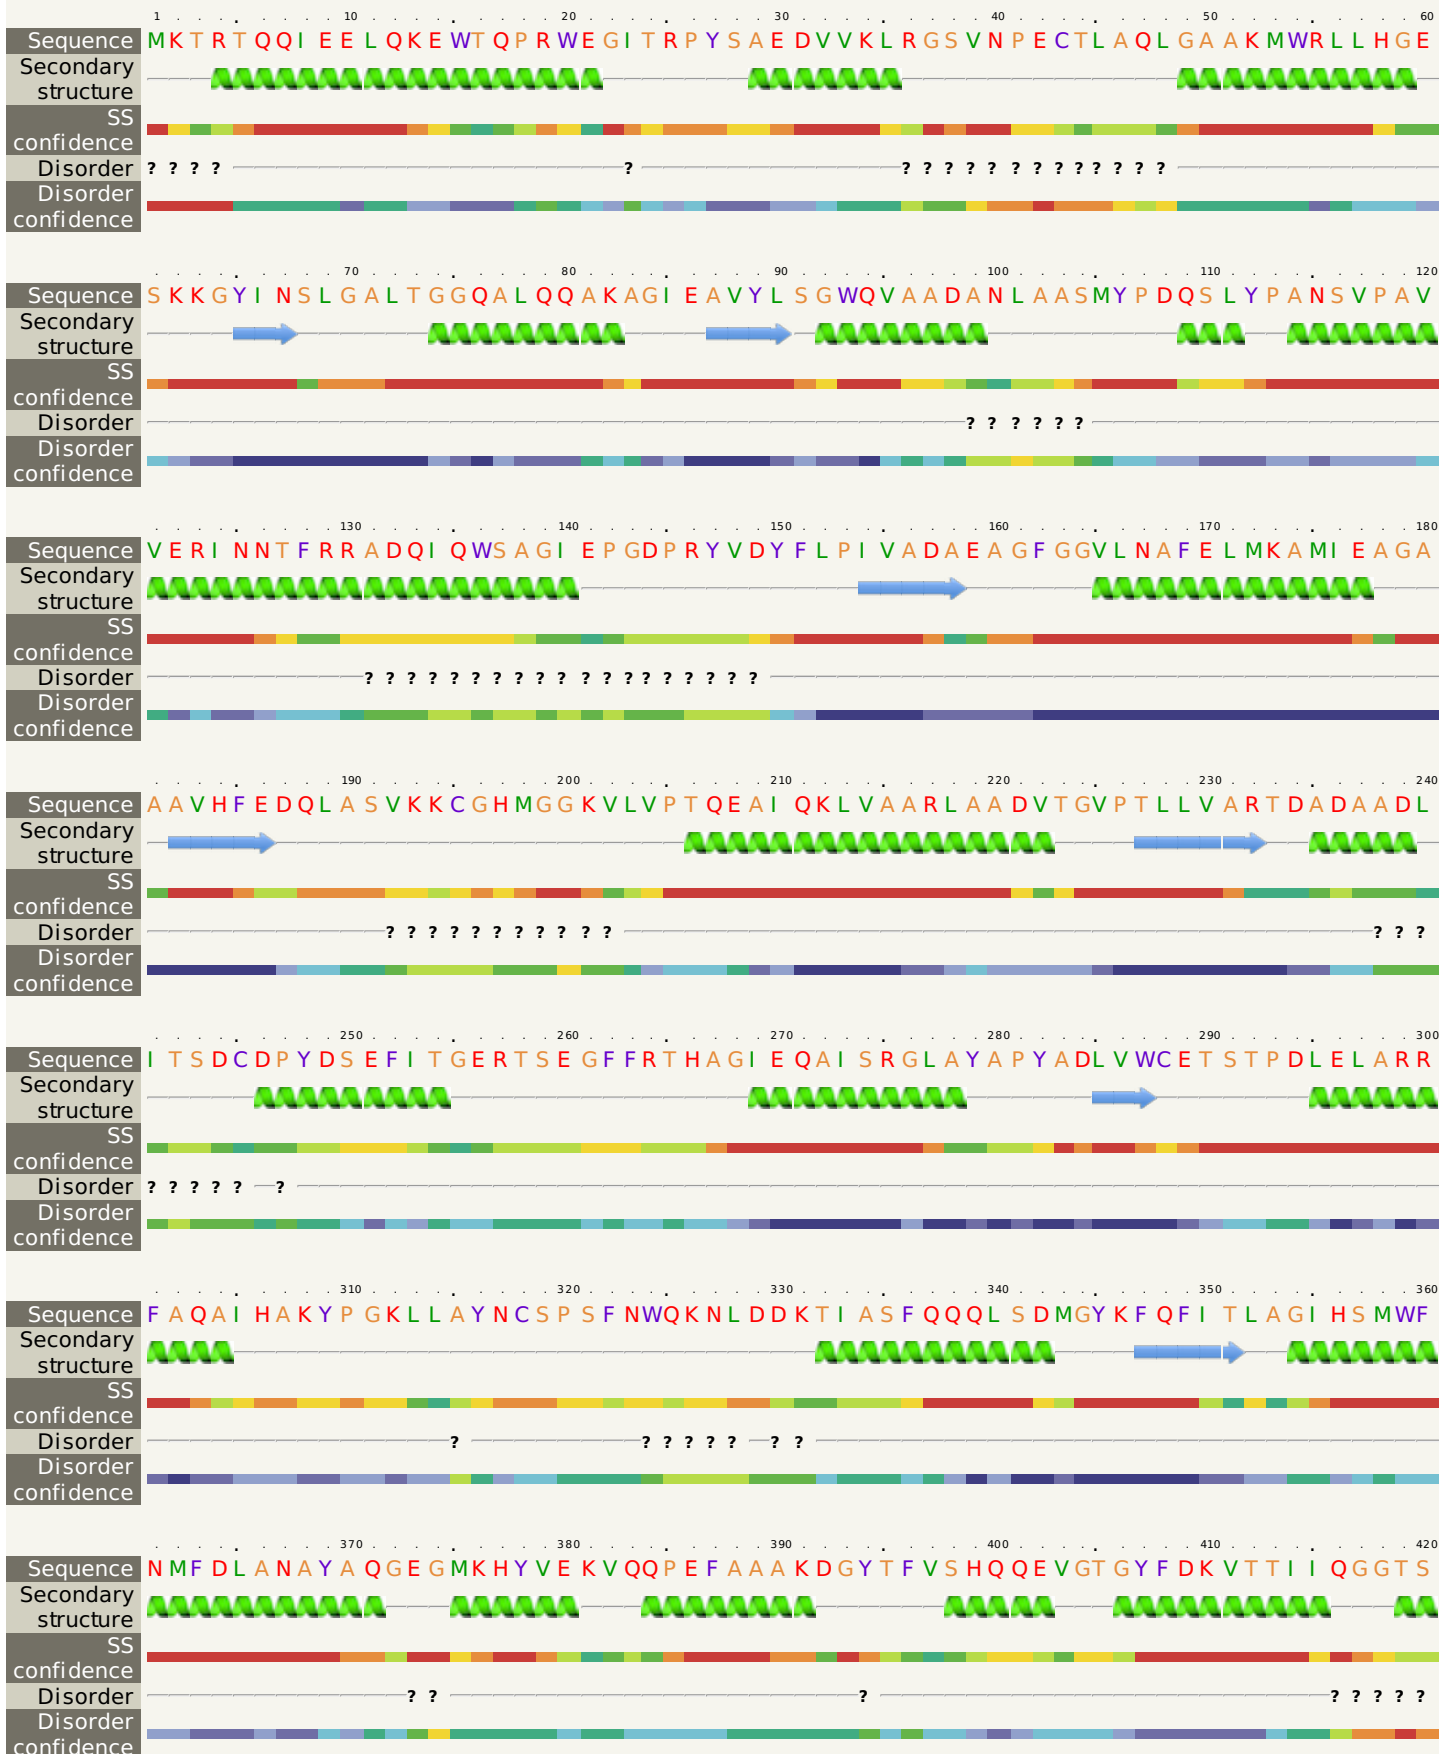 1 . . . . 10 . . . . 20 . . . . 30 . . . . 40 . . . . 50 . . . . 60
Sequence MKTRTQQIEELQKEWTQPRWEGITRPYSAEDVVKLRGSVNPECTLAQLGAAKMWRLLHGE
Secondary
structure
SS
confidence
Disorder ? ? ? ? ? ? ? ? ? ? ? ? ? ? ? ? ? ?
Disorder
confidence
70 80 90 100 110 120
Sequence SKKGYINSLGALTGGQALQQAKAGIEAVYLSGWQVAADANLAASMYPDQSLYPANSVPAV
Secondary
structure
SS
confidence
Disorder ? ? ? ? ? ?
Disorder
confidence
130 140 150 160 170 180
Sequence VERINNTFRRADQIQWSAGIEPGDPRYVDYFLPIVADAEAGFGGVLNAFELMKAMIEAGA
Secondary
structure
SS
confidence
Disorder ? ? ? ? ? ? ? ? ? ? ? ? ? ? ? ? ? ? ?
Disorder
confidence
190 200 210 220 230 240
Sequence AAVHFEDQLASVKKCGHMGGKVLVPTQEAIQKLVAARLAADVTGVPTLLVARTDADAADL
Secondary
structure
SS
confidence
Disorder ? ? ? ? ? ? ? ? ? ? ? ? ? ?
Disorder
confidence
250 260 270 280 290 300
Sequence ITSDCDPYDSEFITGERTSEGFFRTHAGIEQAISRGLAYAPYADLVWCETSTPDLELARR
Secondary
structure
SS
confidence
Disorder ? ? ? ? ? ?
Disorder
confidence
310 320 330 340 350 360
Sequence FAQAIHAKYPGKLLAYNCSPSFNWQKNLDDKTIASFQQQLSDMGYKFQFITLAGIHSMWF
Secondary
structure
SS
confidence
Disorder ? ? ? ? ? ? ? ?
Disorder
confidence
370 380 390 400 410 420
Sequence NMFDLANAYAQGEGMKHYVEKVQQPEFAAAKDGYTFVSHQQEVGTGYFDKVTTIIQGGTS
Secondary
structure
SS
confidence
Disorder ? ? ? ? ? ? ? ?
Disorder
confidence